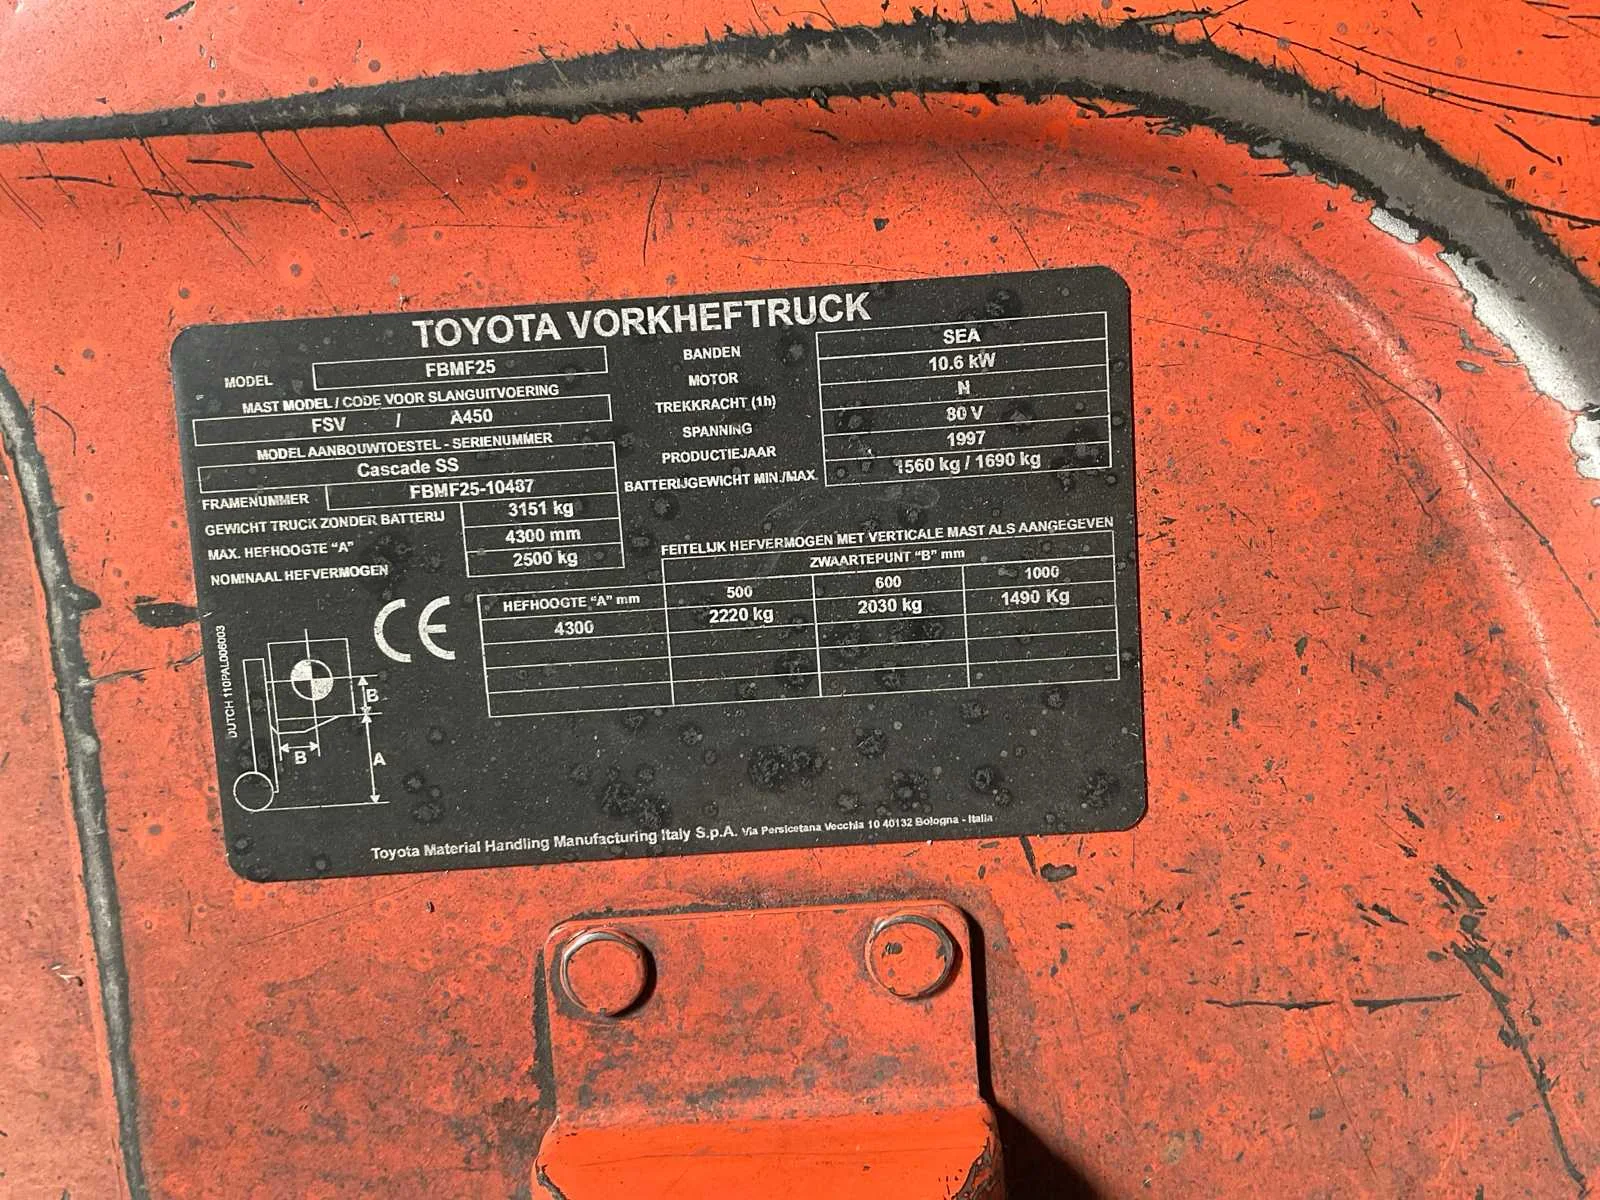 TOYOTA VORKHEFTRUCK
MODEL FBMF25
MAST MODEL / CODE VOOR SLANGUITVOERING
FSV / A450
MODEL AANBOUWTOESTEL - SERIENUMMER
Cascade SS
FRAMENUMMER FBMF25-10487
GEWICHT TRUCK ZONDER BATTERIJ 3151 kg
MAX. HEFHOOGTE “A” 4300 mm
NOMINAAL HEFVERMOGEN 2500 kg
BANDEN SEA
MOTOR 10.6 kW
TREKKRACHT (1h) N
SPANNING 80 V
PRODUCTIEJAAR 1997
BATTERIJGEWICHT MIN./MAX. 1560 kg / 1690 kg
FEITELIJK HEFVERMOGEN MET VERTICALE MAST ALS AANGEGEVEN
ZWAARTEPUNT “B” mm
HEFHOOGTE “A” mm 500 600 1000
4300 2220 kg 2030 kg 1490 Kg
CE
DUTCH 110PAL006003
B
B
A
Toyota Material Handling Manufacturing Italy S.p.A. Via Persicetana Vecchia 10 40132 Bologna - Italia